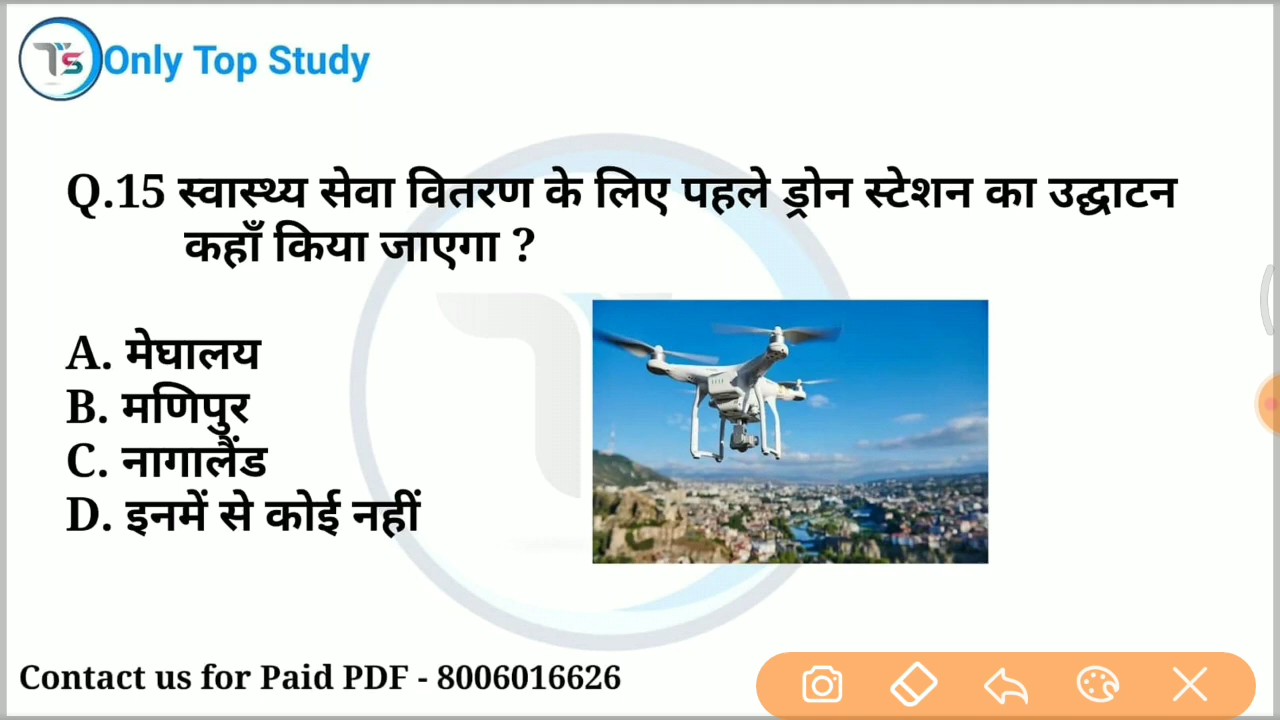 TS Only Top Study
Q.15 स्वास्थ्य सेवा वितरण के लिए पहले ड्रोन स्टेशन का उद्घाटन
कहाँ किया जाएगा ?
A. मेघालय
B. मणिपुर
C. नागालैंड
D. इनमें से कोई नहीं
Contact us for Paid PDF - 8006016626